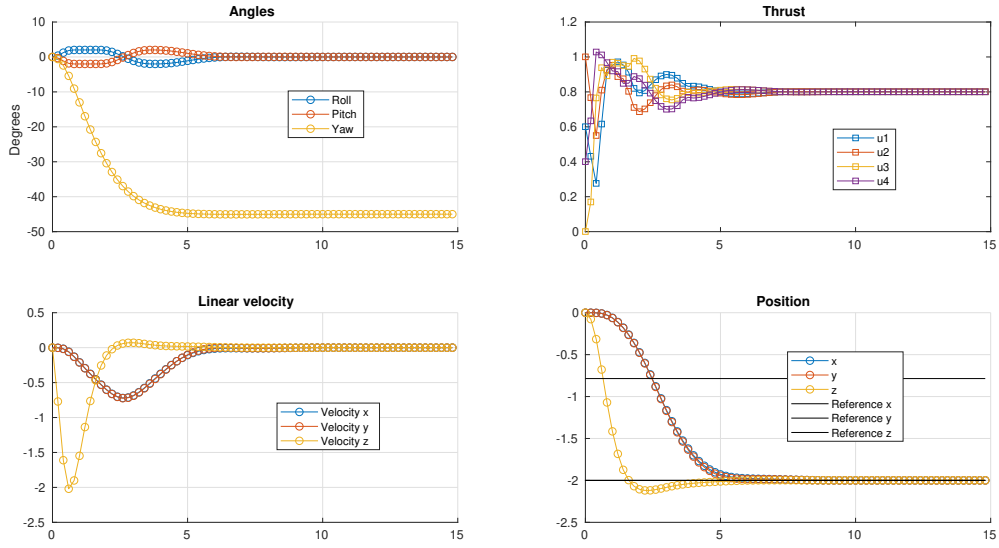 Angles
10
0
-10
-20
-30
-40
-50
Degrees
Roll
Pitch
Yaw
0
5
10
15
Thrust
1.2
1
0.8
0.6
0.4
0.2
0
u1
u2
u3
u4
0
5
10
15
Linear velocity
0.5
0
-0.5
-1
-1.5
-2
-2.5
Velocity x
Velocity y
Velocity z
0
5
10
15
Position
0
-0.5
-1
-1.5
-2
-2.5
x
y
z
Reference x
Reference y
Reference z
0
5
10
15